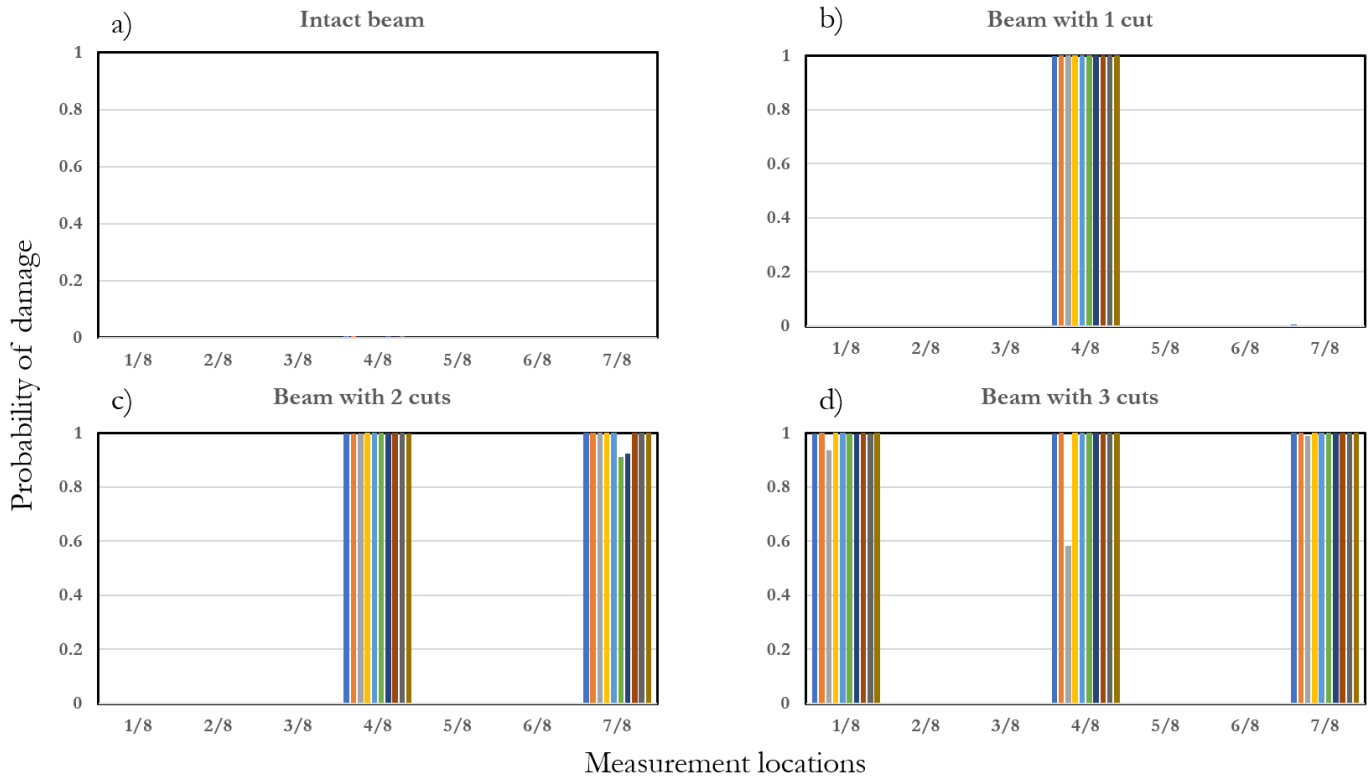 a)
Intact beam
1
0.8
0.6
0.4
0.2
0
1/8 2/8 3/8 4/8 5/8 6/8 7/8
b)
Beam with 1 cut
1
0.8
0.6
0.4
0.2
0
1/8 2/8 3/8 4/8 5/8 6/8 7/8
Probability of damage
c)
Beam with 2 cuts
1
0.8
0.6
0.4
0.2
0
1/8 2/8 3/8 4/8 5/8 6/8 7/8
d)
Beam with 3 cuts
1
0.8
0.6
0.4
0.2
0
1/8 2/8 3/8 4/8 5/8 6/8 7/8
Measurement locations